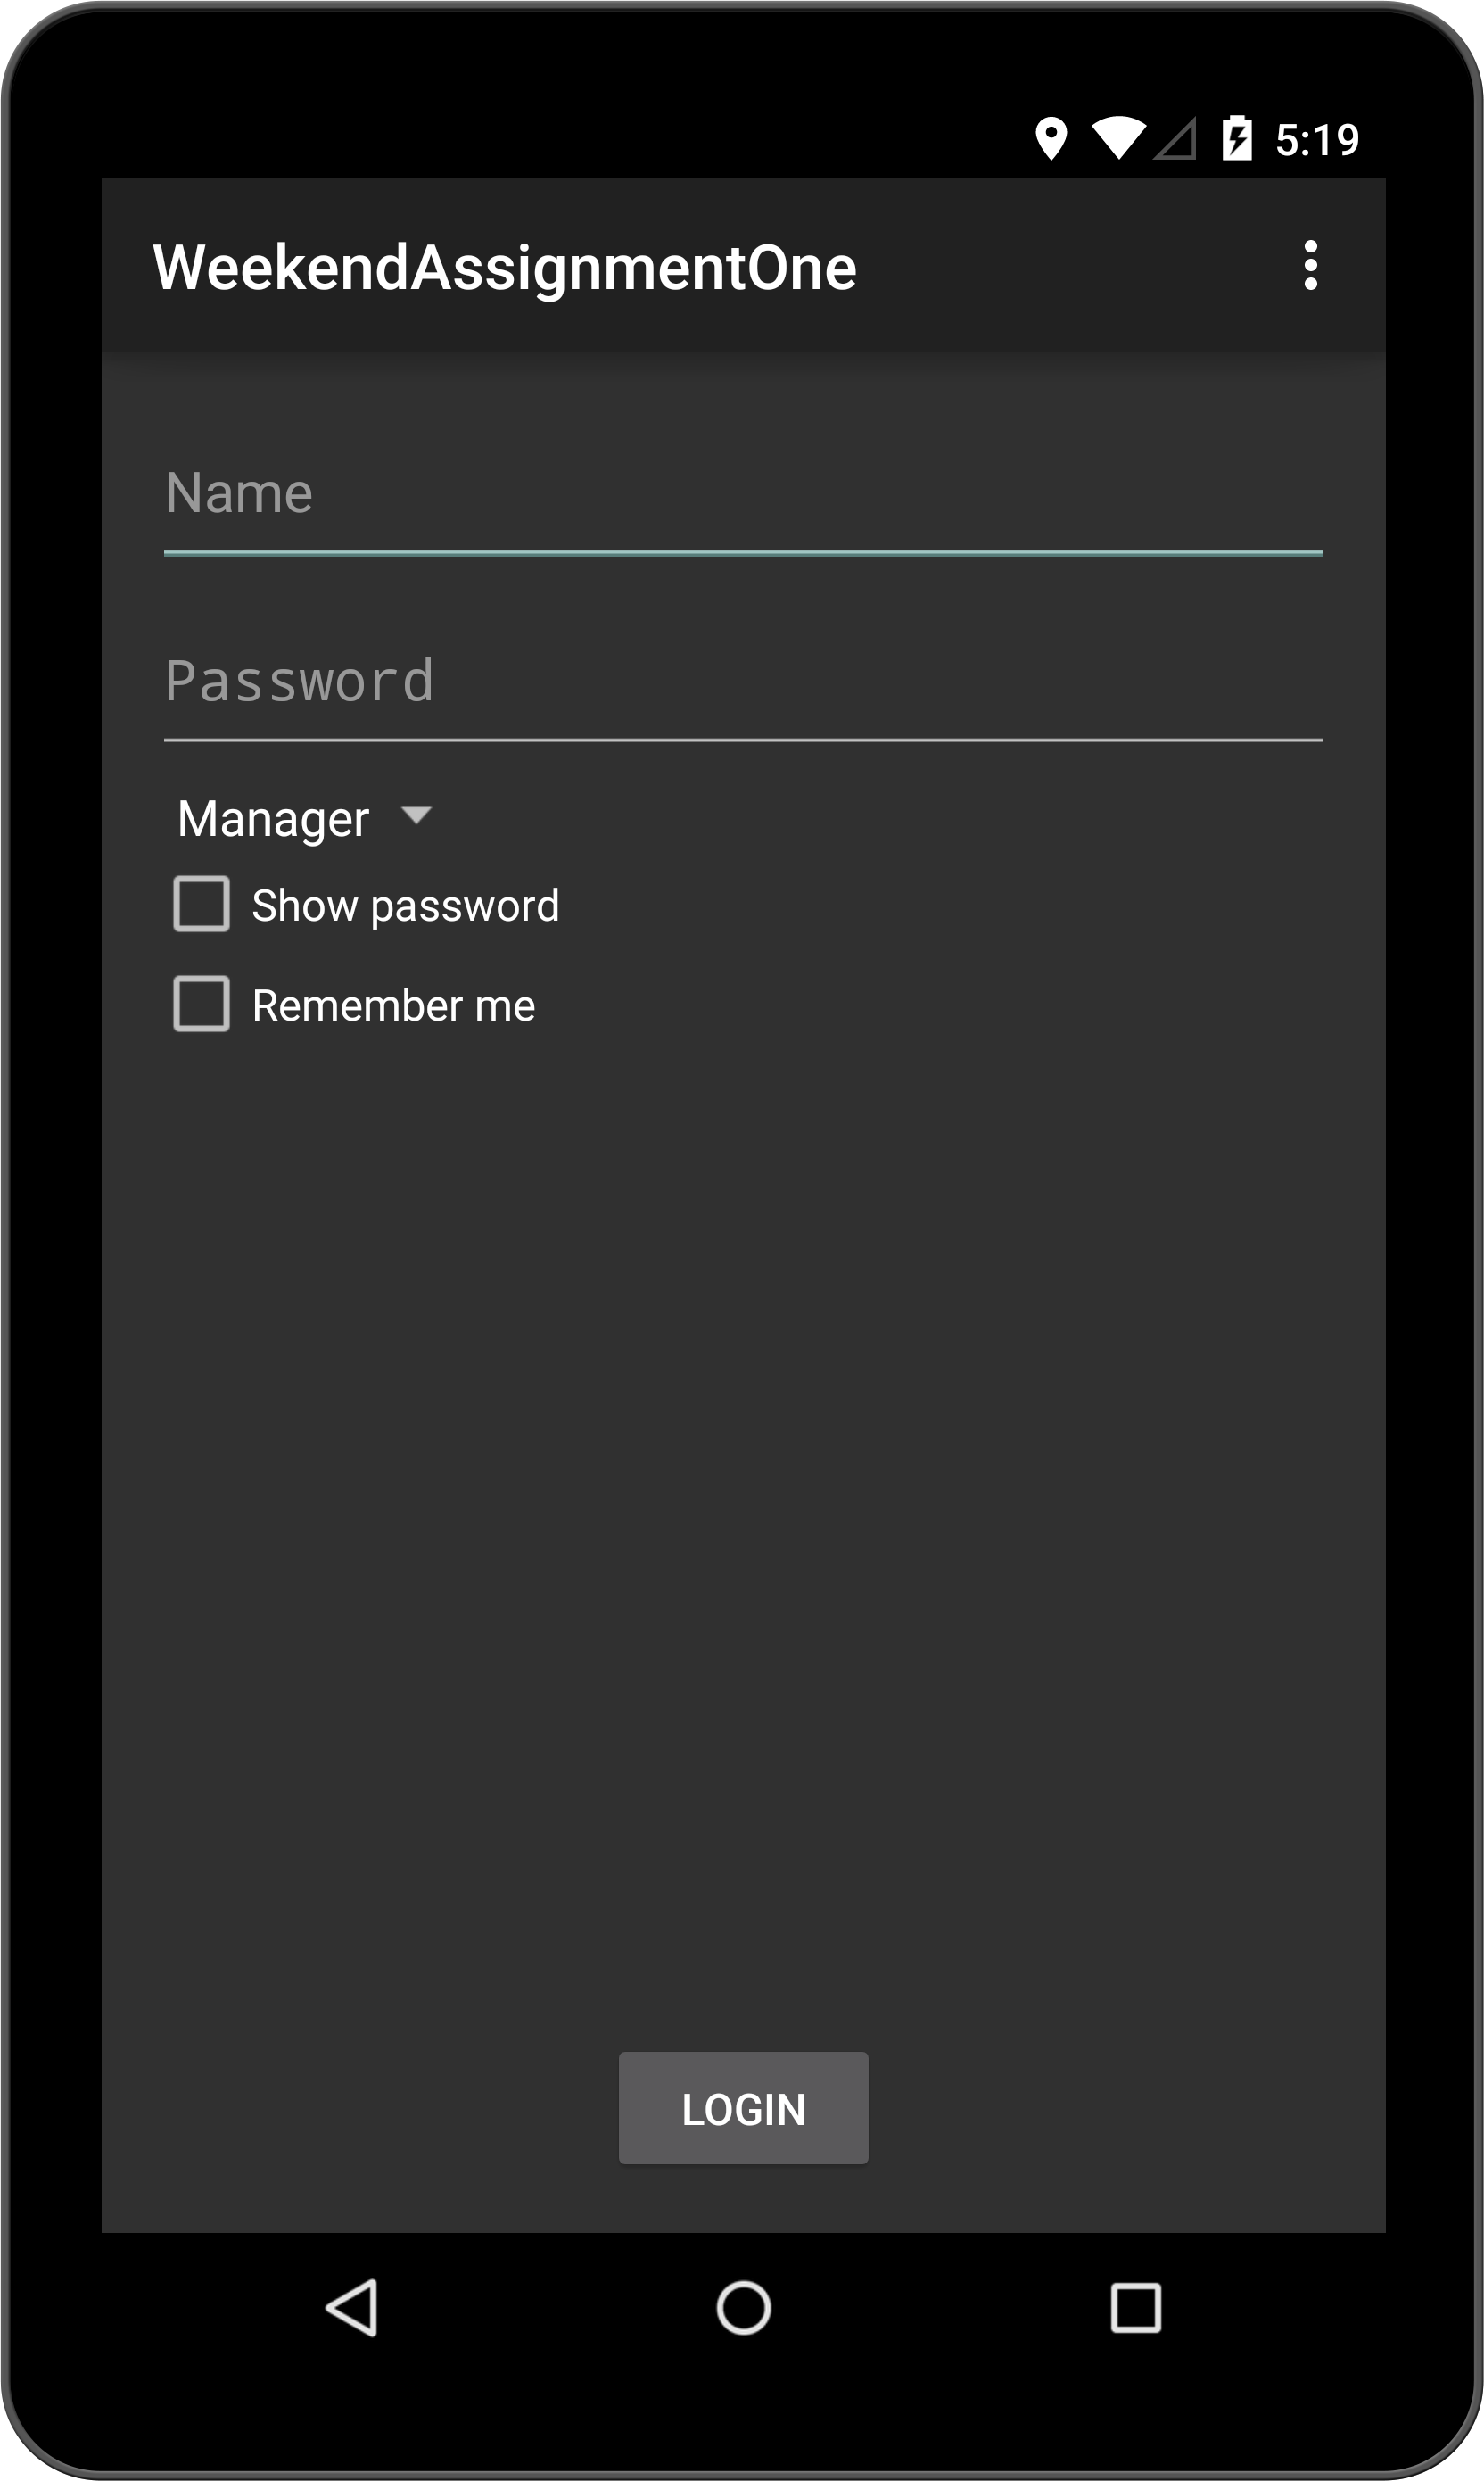 5:19
WeekendAssignmentOne
Name
Password
Manager
Show password
Remember me
LOGIN